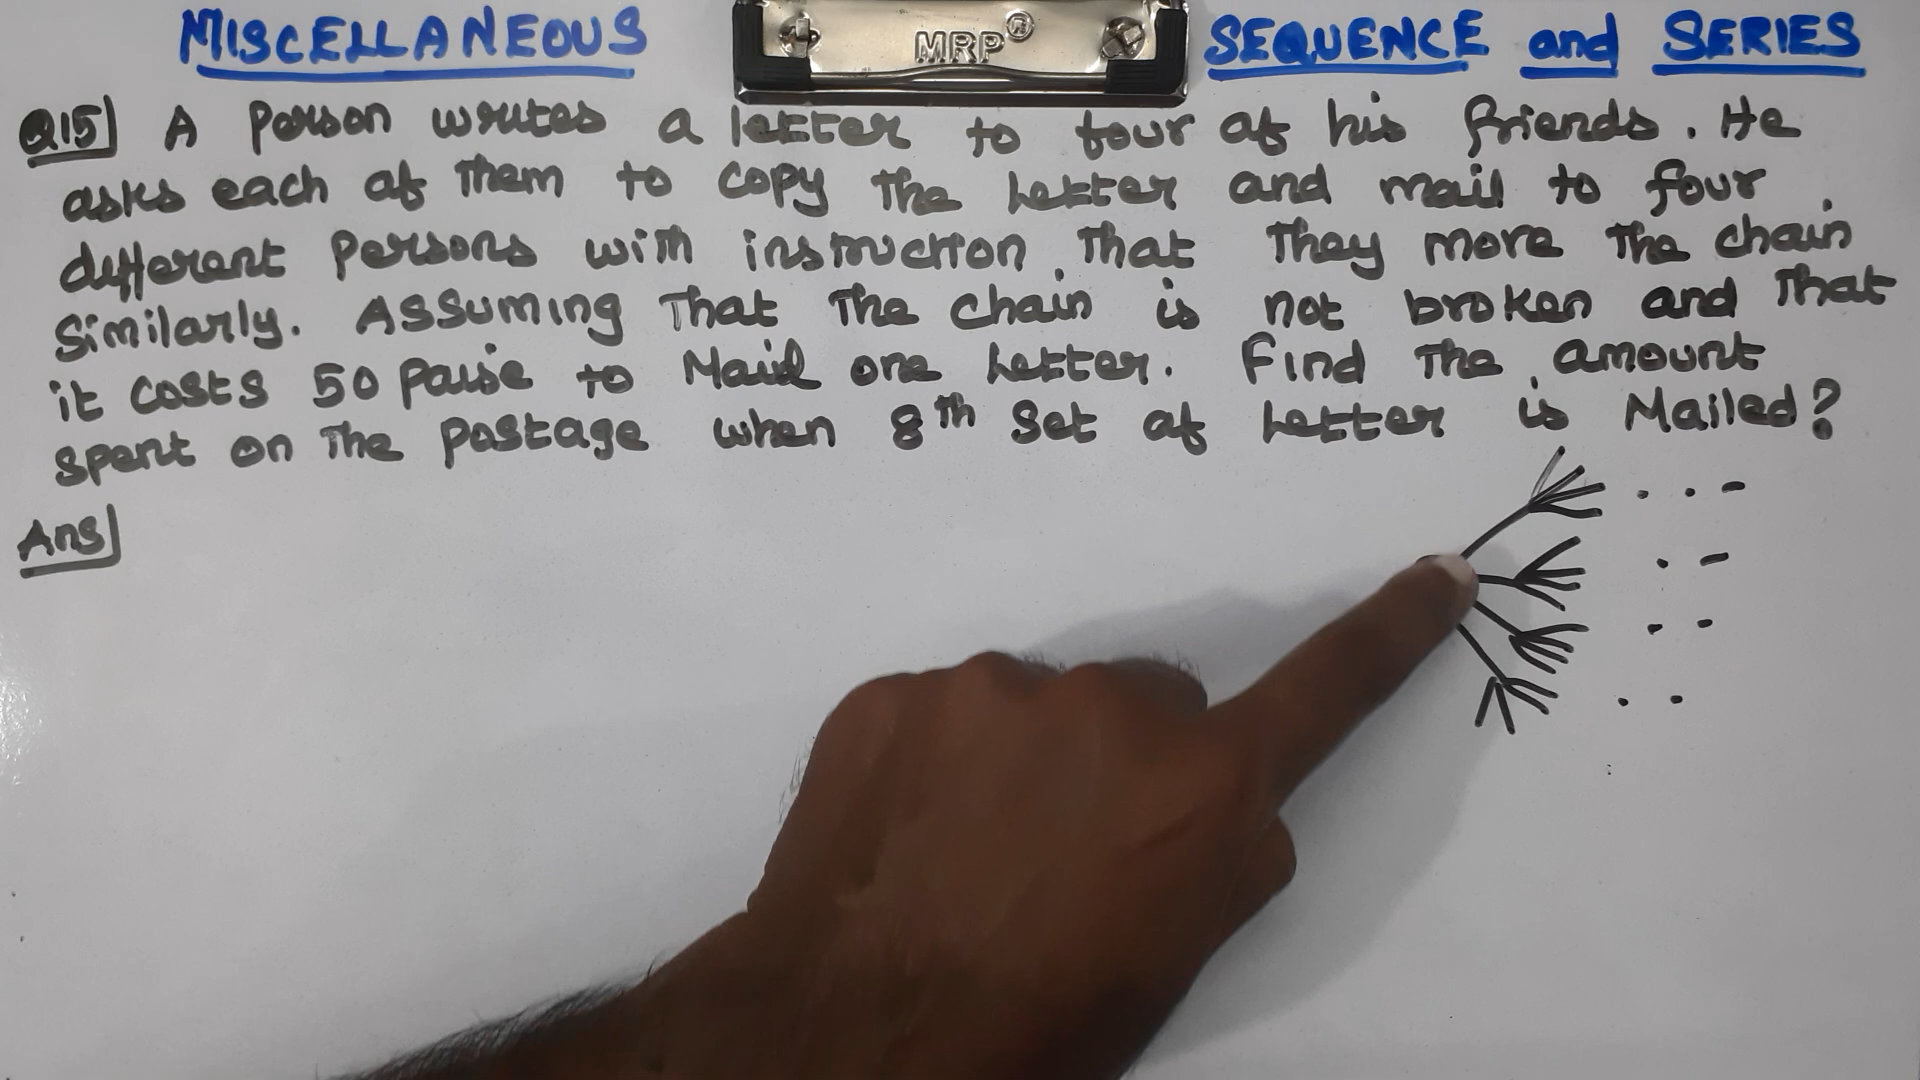 MISCELLANEOUS
MRP®
SEQUENCE and SERIES
Q15] A Person writes a letter to four of his friends. He
asks each of them to copy the Letter and mail to four
different Persons with instruction that they more the chain
Similarly. Assuming that the chain is not broken and that
it costs 50 paise to Mail one Letter. Find the amount
spent on the postage when 8th Set of Letter is Mailed?
Ans]